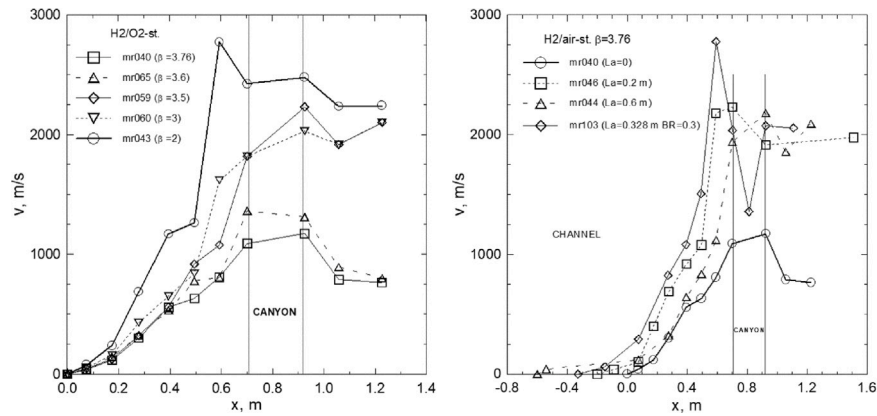 3000
H2/O2-st.
mr040 (β =3.76)
mr065 (β =3.6)
mr059 (β =3.5)
mr060 (β =3)
mr043 (β=2)
2000
v, m/s
1000
CANYON
0
0.0 0.2 0.4 0.6 0.8 1.0 1.2 1.4
x, m
3000
H2/air-st. β=3.76
mr040 (La=0)
mr046 (La=0.2 m)
mr044 (La=0.6 m)
mr103 (La=0.328 m BR=0.3)
2000
v, m/s
CHANNEL
1000
CANYON
0
-0.8 -0.4 0.0 0.4 0.8 1.2 1.6
x, m